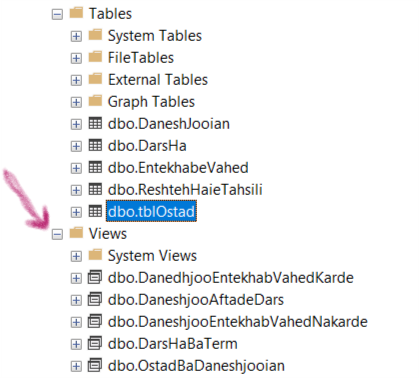 Tables
System Tables
FileTables
External Tables
Graph Tables
dbo.DaneshJooian
dbo.DarsHa
dbo.EntekhabeVahed
dbo.ReshtehHaieTahsili
dbo.tblOstad
Views
System Views
dbo.DanedhjooEntekhabVahedKarde
dbo.DaneshjooAftadeDars
dbo.DaneshjooEntekhabVahedNakarde
dbo.DarsHaBaTerm
dbo.OstadBaDaneshjooian